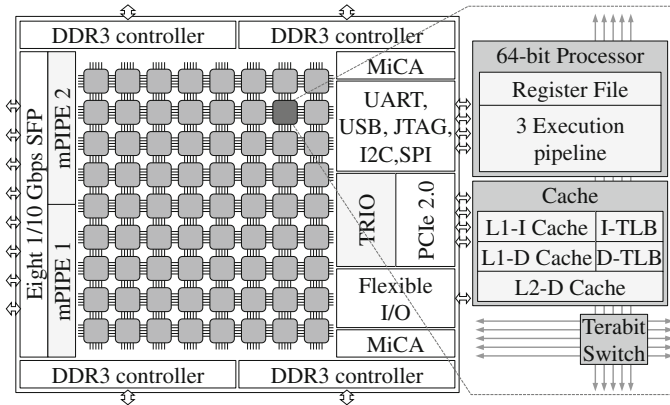 DDR3 controller
DDR3 controller
Eight 1/10 Gbps SFP
mPIPE 2
mPIPE 1
MiCA
UART,
USB, JTAG,
I2C,SPI
TRIO
PCIe 2.0
Flexible
I/O
MiCA
DDR3 controller
DDR3 controller
64-bit Processor
Register File
3 Execution
pipeline
Cache
L1-I Cache
I-TLB
L1-D Cache
D-TLB
L2-D Cache
Terabit
Switch